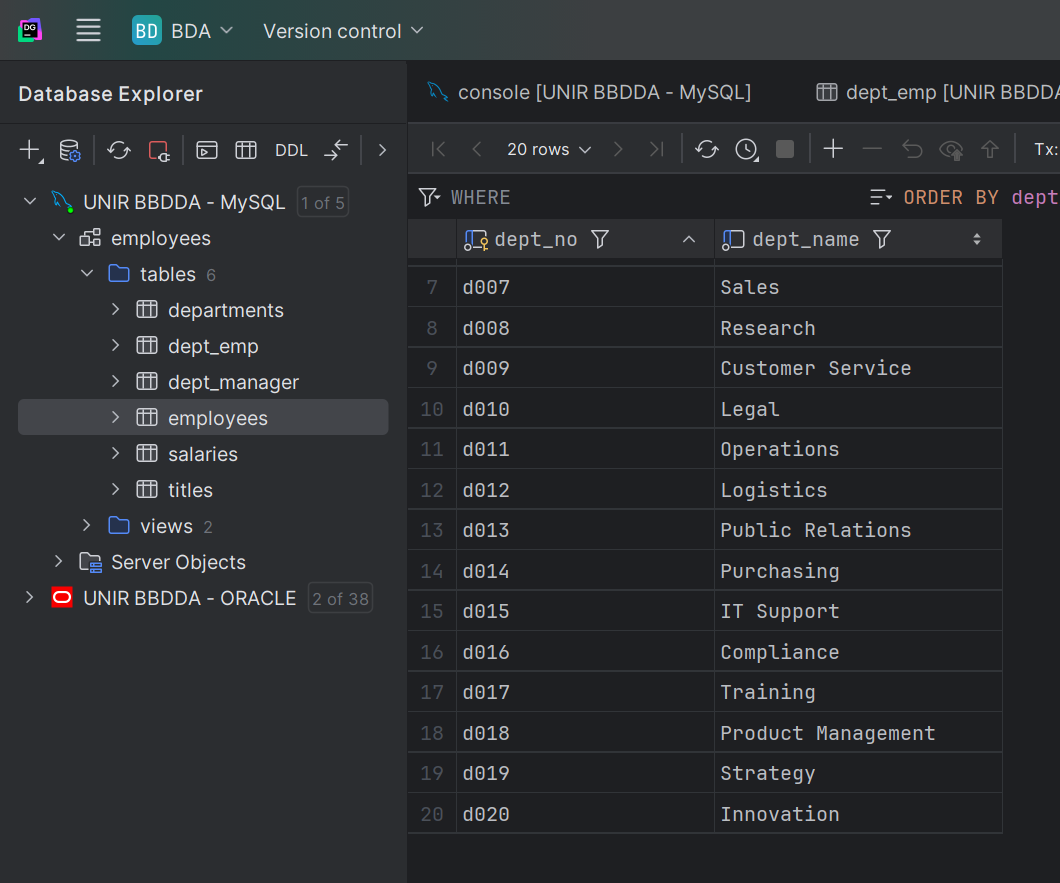 DG BD BDA Version control
Database Explorer
console [UNIR BBDDA - MySQL] dept_emp [UNIR BBDDA
DDL
20 rows
Tx:
UNIR BBDDA - MySQL 1 of 5
employees
tables 6
departments
dept_emp
dept_manager
employees
salaries
titles
views 2
Server Objects
UNIR BBDDA - ORACLE 2 of 38
WHERE ORDER BY dept
dept_no dept_name
7 d007 Sales
8 d008 Research
9 d009 Customer Service
10 d010 Legal
11 d011 Operations
12 d012 Logistics
13 d013 Public Relations
14 d014 Purchasing
15 d015 IT Support
16 d016 Compliance
17 d017 Training
18 d018 Product Management
19 d019 Strategy
20 d020 Innovation